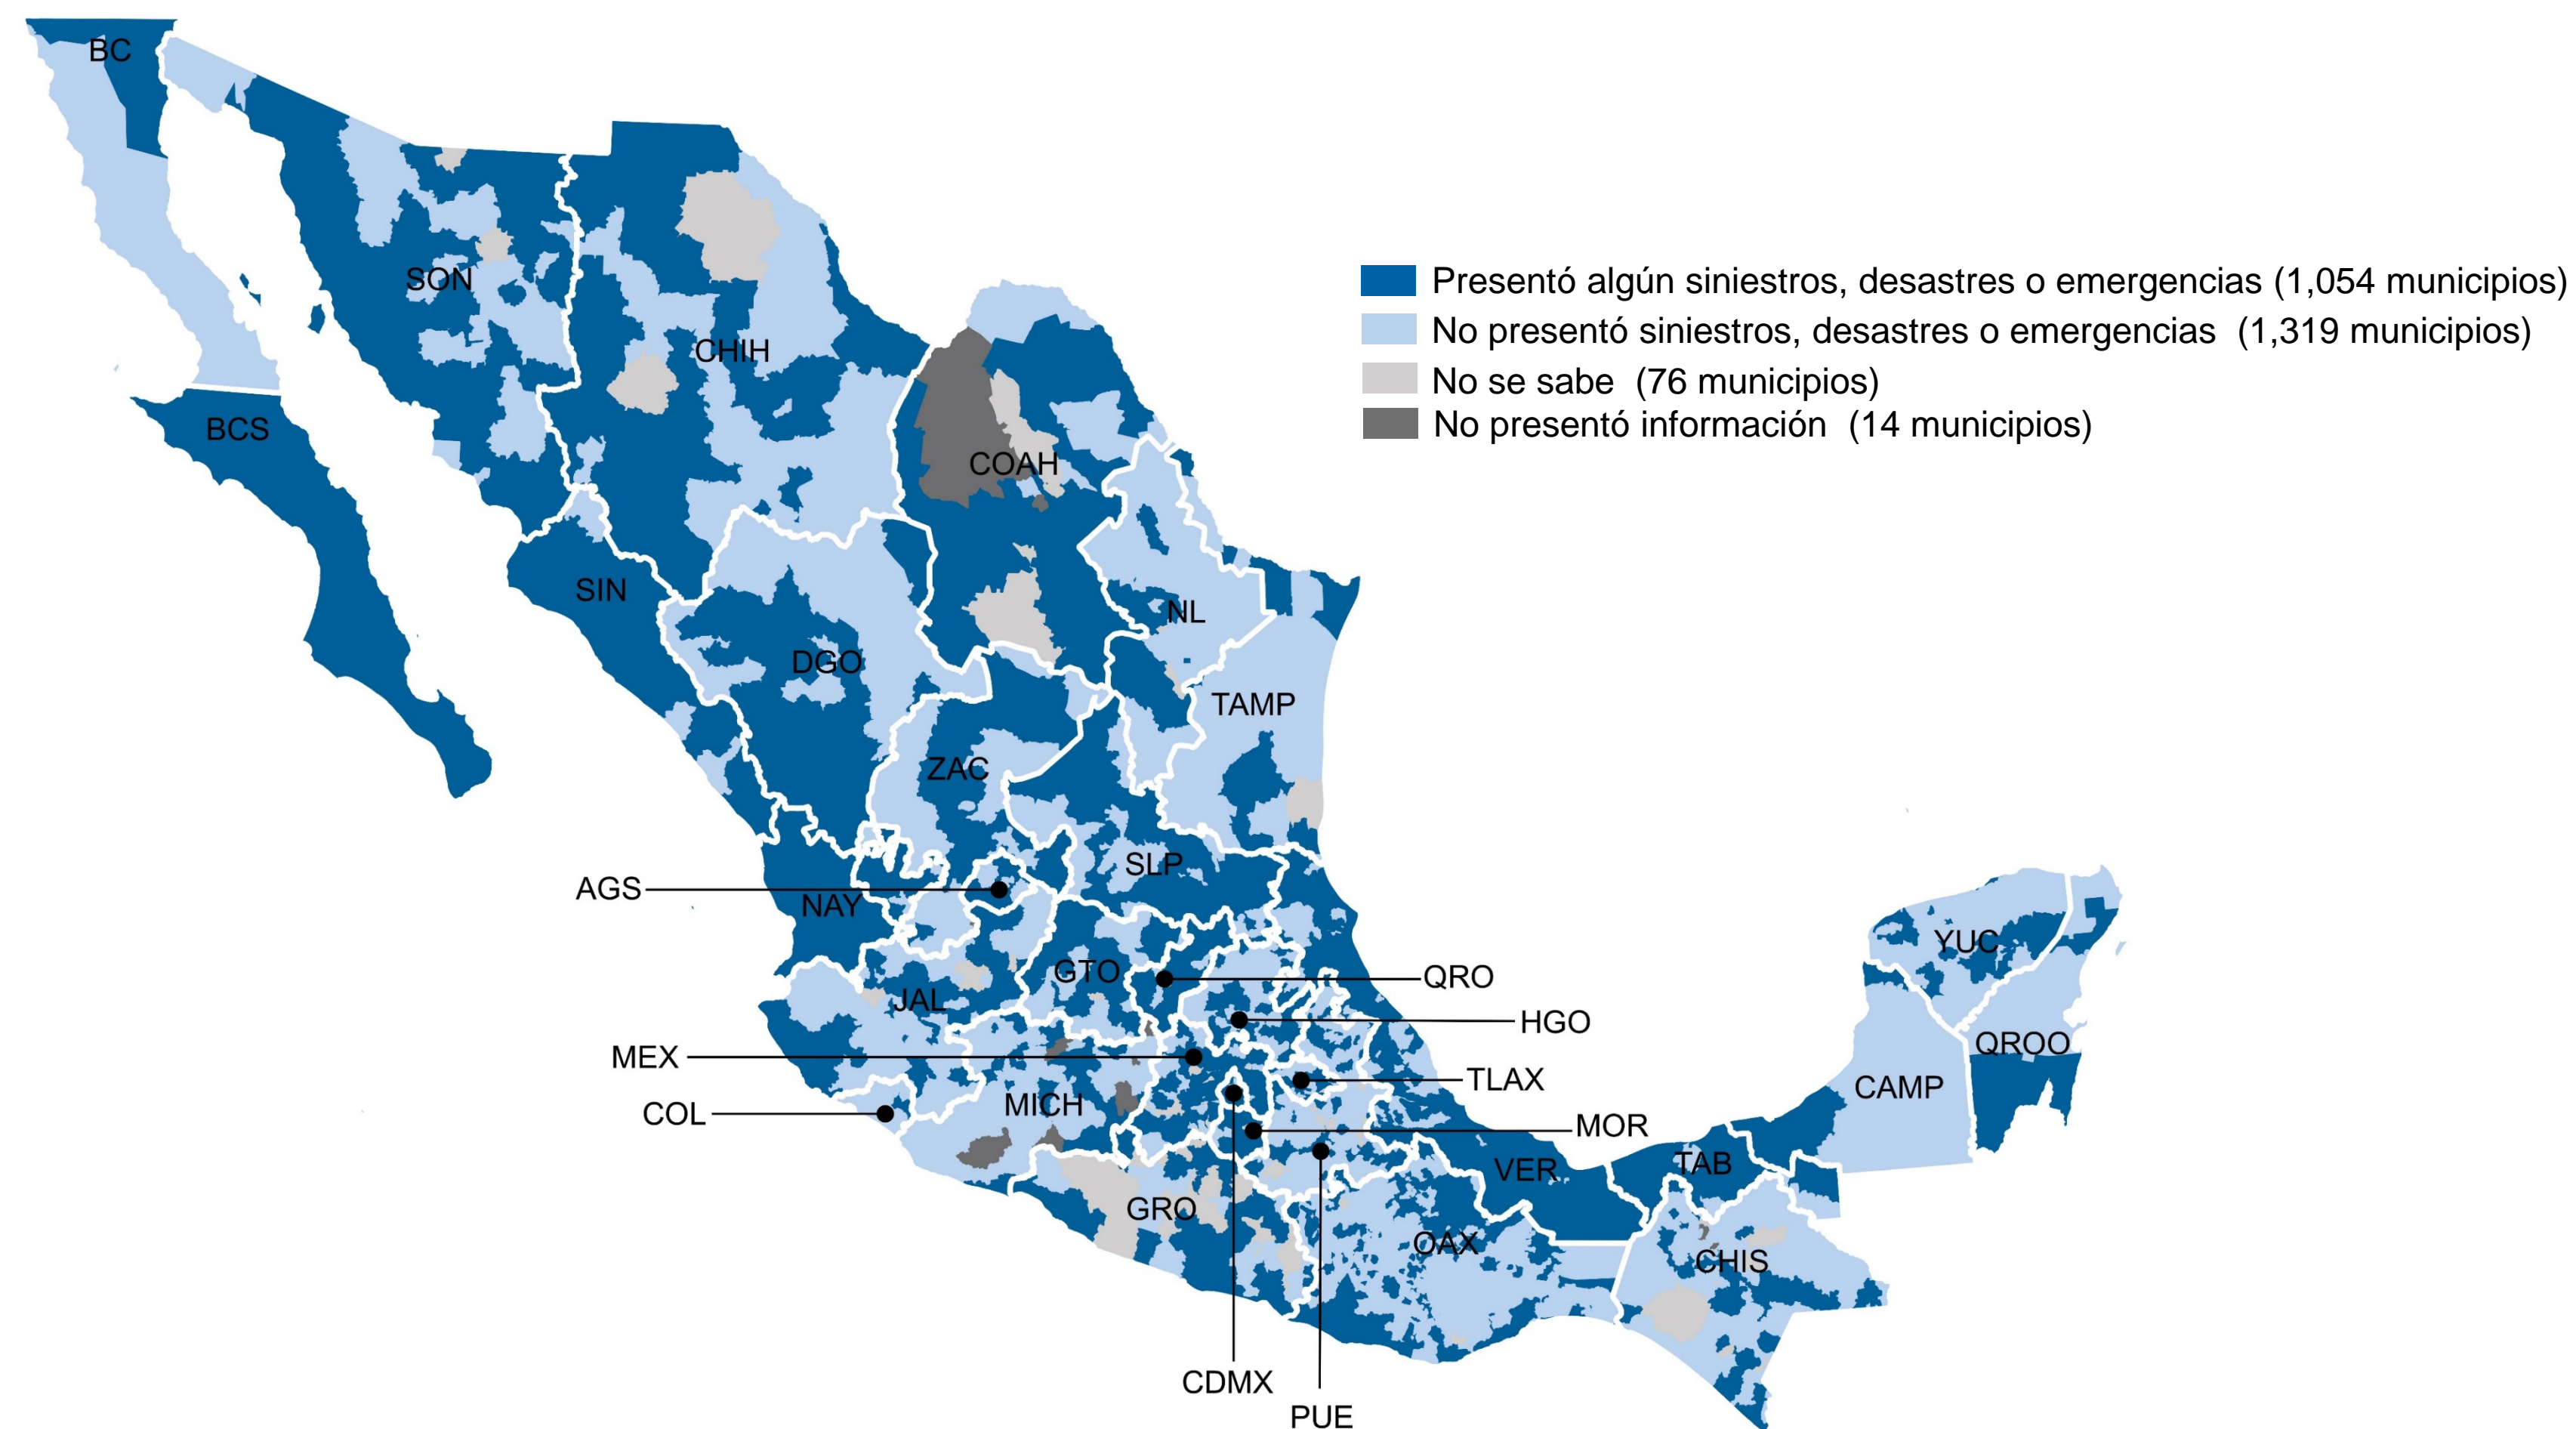 BC
SON
CHIH
Presentó algún siniestros, desastres o emergencias (1,054 municipios)
No presentó siniestros, desastres o emergencias (1,319 municipios)
No se sabe (76 municipios)
No presentó información (14 municipios)
BCS
COAH
SIN
NL
DGO
TAMP
ZAC
SLP
AGS
NAY
YUC
GTO
QRO
JAL
HGO
QROO
MEX
TLAX
CAMP
MICH
COL
MOR
VER
TAB
GRO
OAX
CHIS
CDMX
PUE